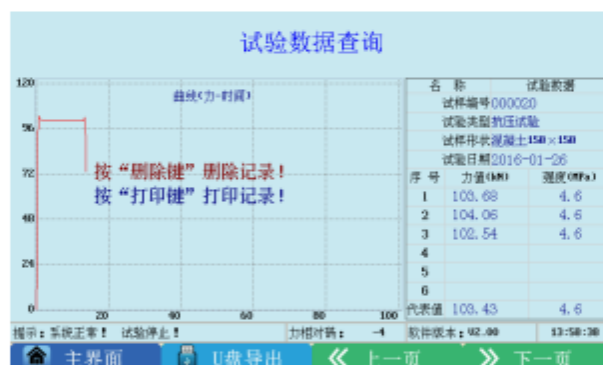 试验数据查询
曲线(力-时间)
120
96
72
48
24
0
20 40 60 80 100
按“删除键”删除记录!
按“打印键”打印记录!
名 称 试验数据
试样编号000020
试验类型抗压试验
试样形状混凝土150×150
试验日期2016-01-26
序 号 力值(kN) 强度(MPa)
1 103.68 4.6
2 104.06 4.6
3 102.54 4.6
4
5
6
代表值 103.43 4.6
提示:系统正常! 试验停止! 力相对码: -4 软件版本:V2.00 13:58:38
主界面 U盘导出 上一页 下一页